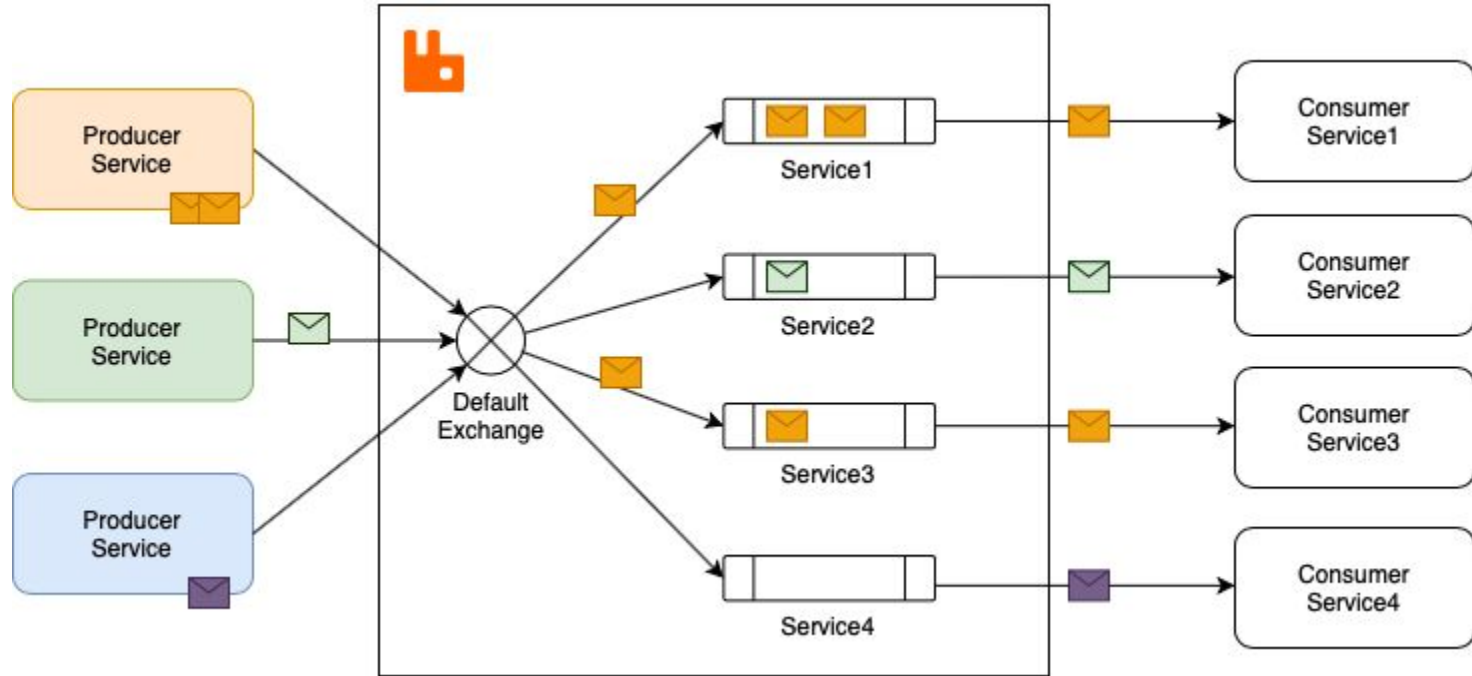 Producer
Service
Producer
Service
Producer
Service
Default
Exchange
Service1
Service2
Service3
Service4
Consumer
Service1
Consumer
Service2
Consumer
Service3
Consumer
Service4